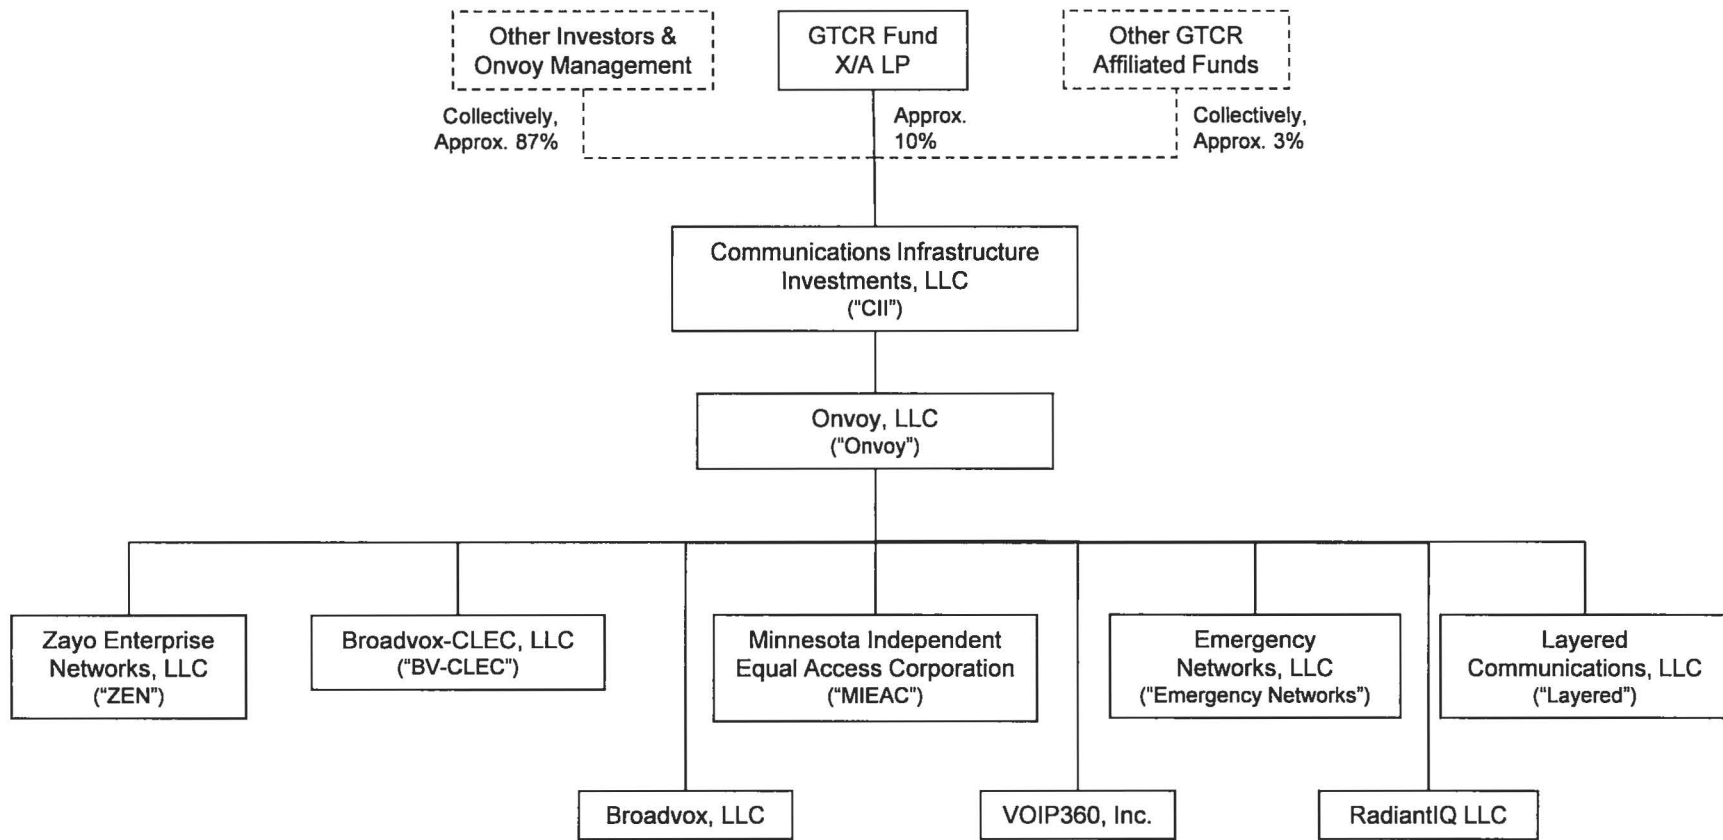 Other Investors &
Onvoy Management
GTCR Fund
X/A LP
Other GTCR
Affiliated Funds
Collectively,
Approx. 87%
Approx.
10%
Collectively,
Approx. 3%
Communications Infrastructure
Investments, LLC
("CII")
Onvoy, LLC
("Onvoy")
Zayo Enterprise
Networks, LLC
("ZEN")
Broadvox-CLEC, LLC
("BV-CLEC")
Minnesota Independent
Equal Access Corporation
("MIEAC")
Emergency
Networks, LLC
("Emergency Networks")
Layered
Communications, LLC
("Layered")
Broadvox, LLC
VOIP360, Inc.
RadiantIQ LLC